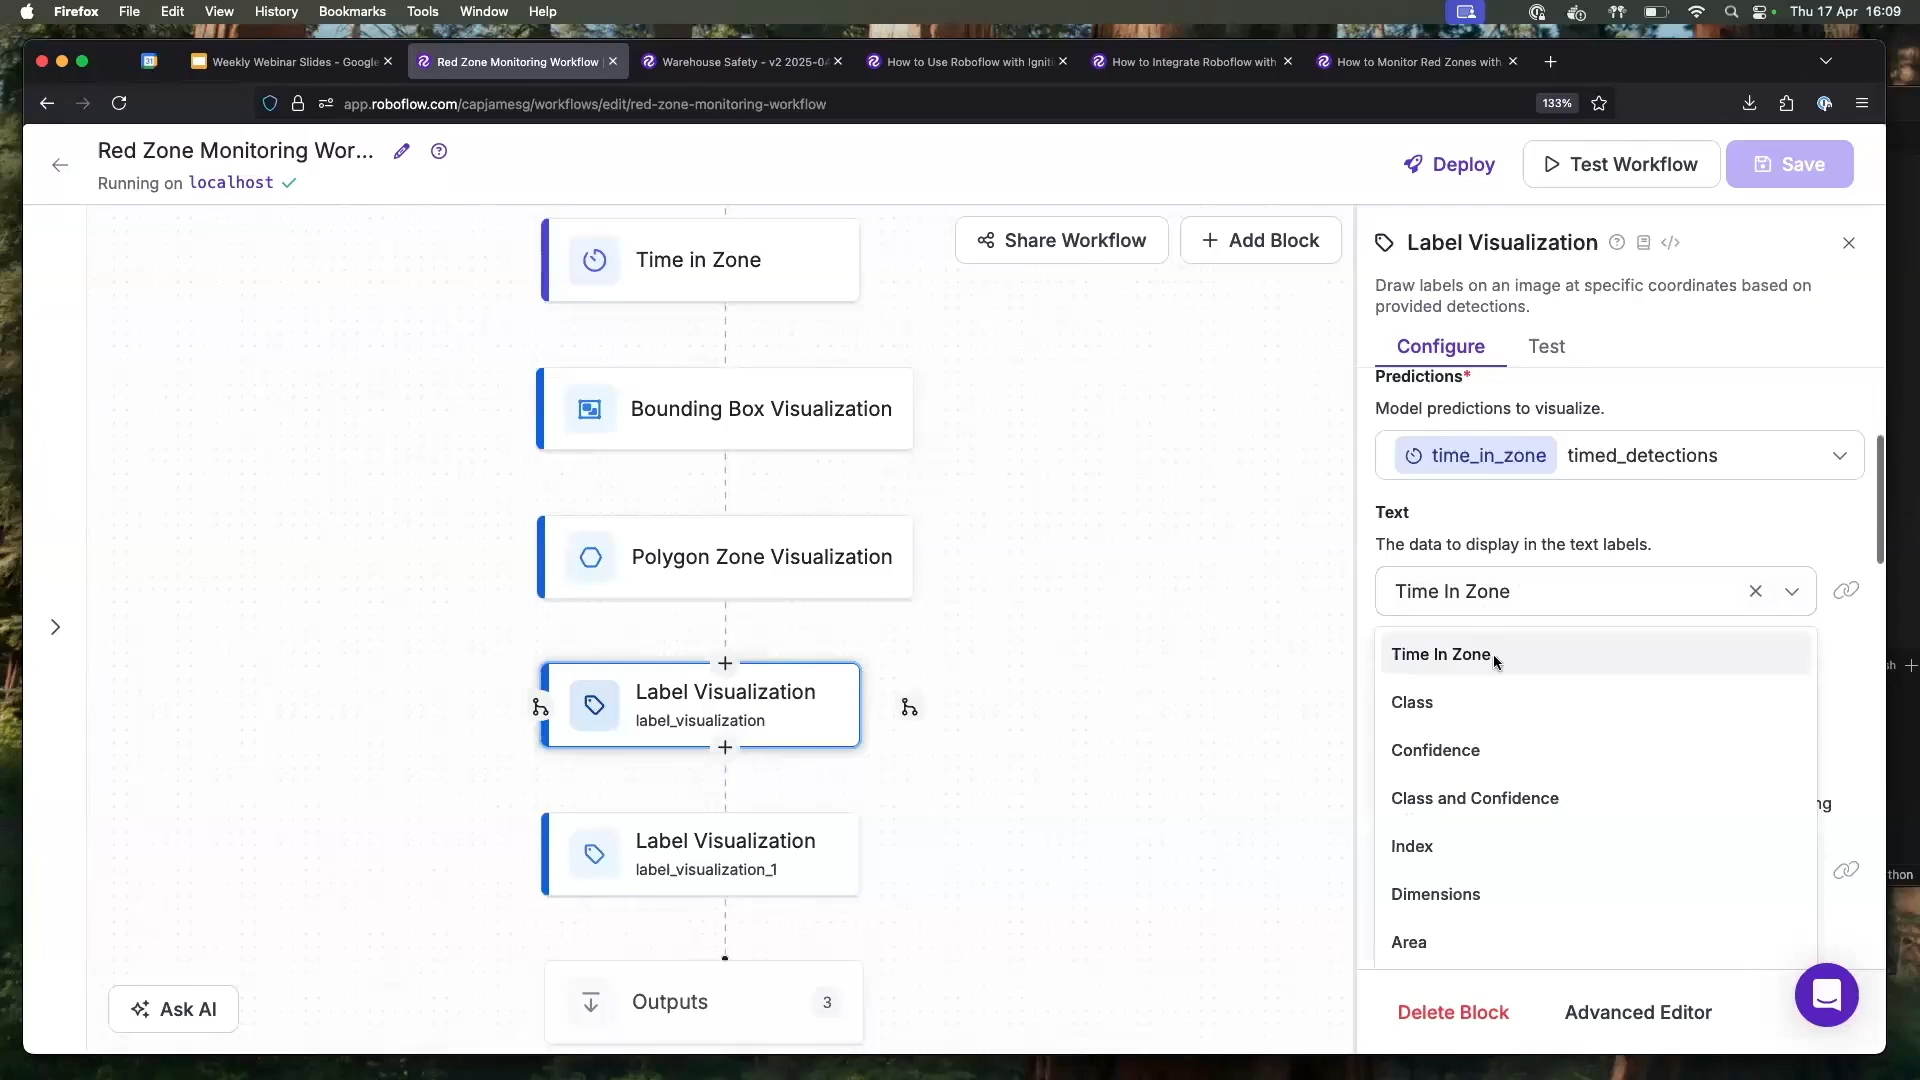 Firefox File Edit View History Bookmarks Tools Window Help Thu 17 Apr 16:09
31 Weekly Webinar Slides - Google Red Zone Monitoring Workflow Warehouse Safety - v2 2025-04 How to Use Roboflow with Igniti How to Integrate Roboflow with How to Monitor Red Zones with
app.roboflow.com/capjamesg/workflows/edit/red-zone-monitoring-workflow 133%
Red Zone Monitoring Wor...
Running on localhost
Deploy
Test Workflow
Save
Share Workflow
Add Block
Time in Zone
Bounding Box Visualization
Polygon Zone Visualization
Label Visualization
label_visualization
Label Visualization
label_visualization_1
Outputs 3
Ask AI
Label Visualization
Draw labels on an image at specific coordinates based on
provided detections.
Configure Test
Predictions*
Model predictions to visualize.
time_in_zone timed_detections
Text
The data to display in the text labels.
Time In Zone
Time In Zone
Class
Confidence
Class and Confidence
ng
Index
Dimensions
Area
Delete Block Advanced Editor
sh
thon